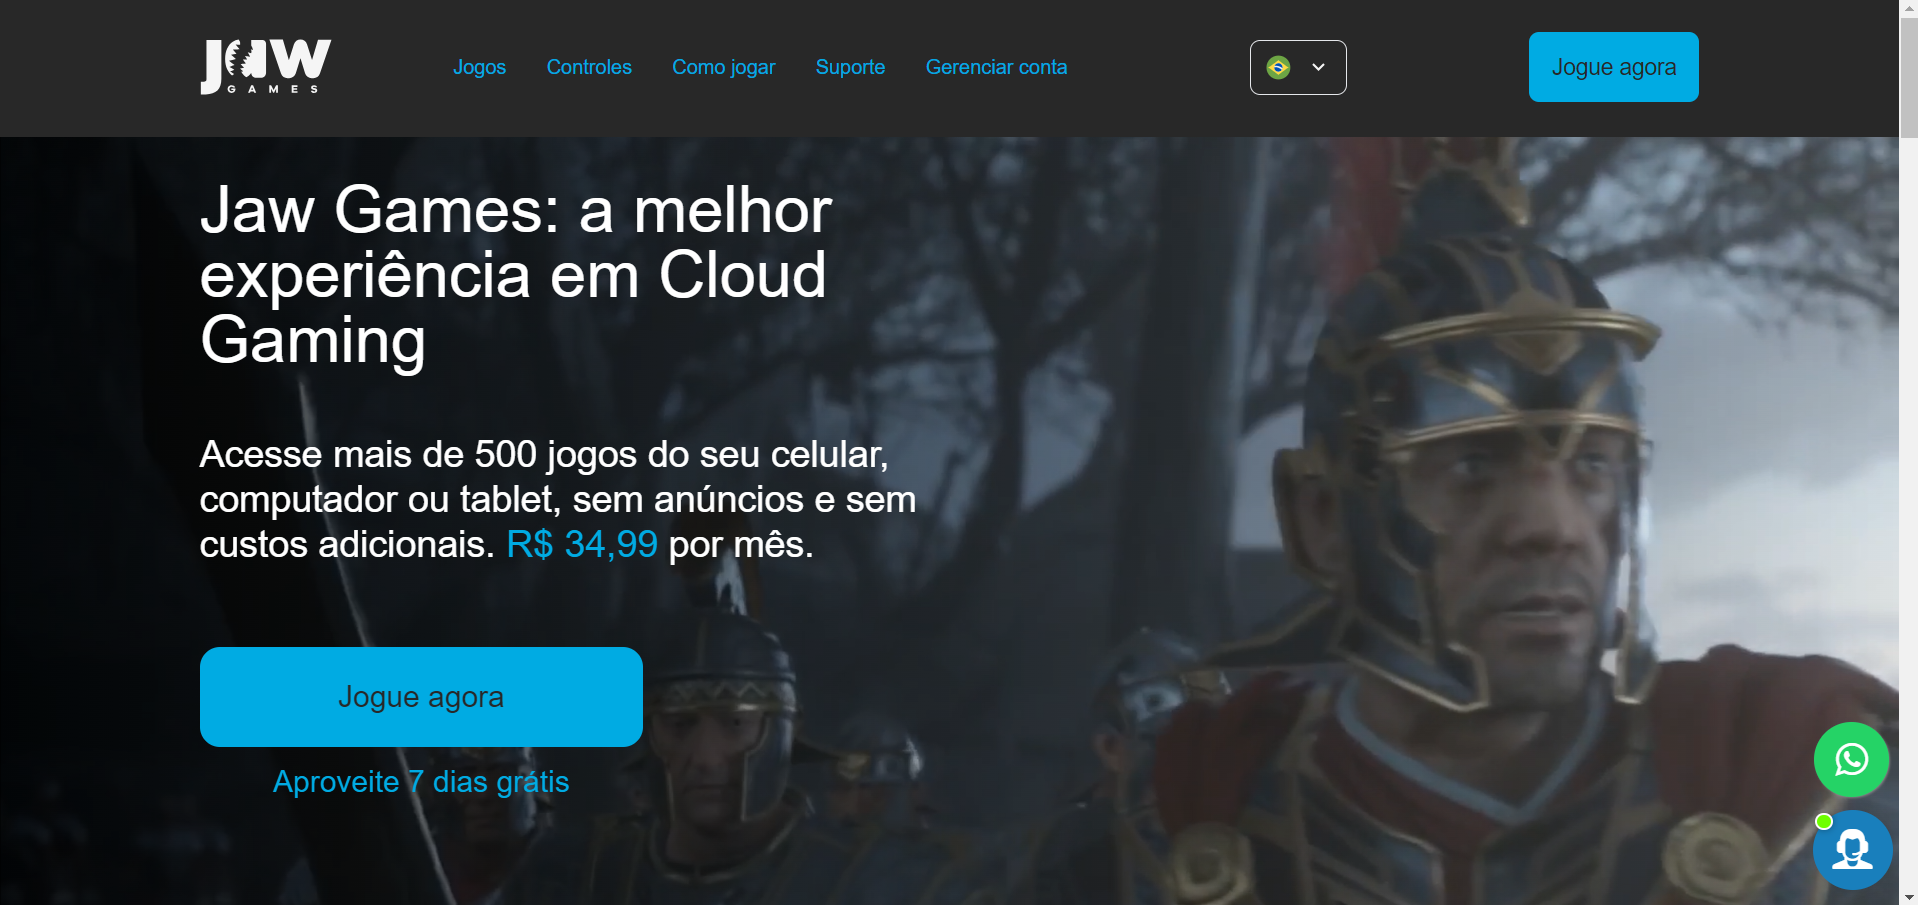 JAW
GAMES
Jogos
Controles
Como jogar
Suporte
Gerenciar conta
Jogue agora
Jaw Games: a melhor
experiência em Cloud
Gaming
Acesse mais de 500 jogos do seu celular,
computador ou tablet, sem anúncios e sem
custos adicionais. R$ 34,99 por mês.
Jogue agora
Aproveite 7 dias grátis